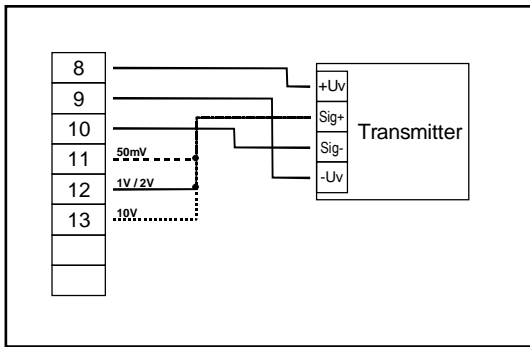 8
9
10
11
12
13
50mV
1V / 2V
10V
+Uv
Sig+
Sig-
-Uv
Transmitter